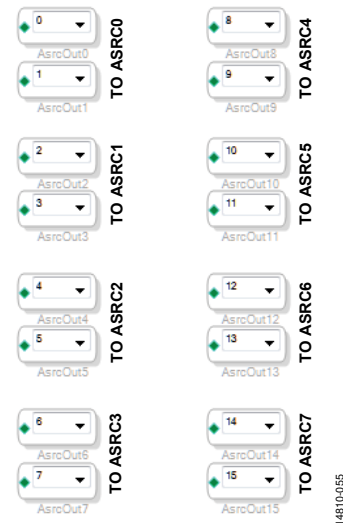 0
AsrcOut0
1
AsrcOut1
TO ASRC0
2
AsrcOut2
3
AsrcOut3
TO ASRC1
4
AsrcOut4
5
AsrcOut5
TO ASRC2
6
AsrcOut6
7
AsrcOut7
TO ASRC3
8
AsrcOut8
9
AsrcOut9
TO ASRC4
10
AsrcOut10
11
AsrcOut11
TO ASRC5
12
AsrcOut12
13
AsrcOut13
TO ASRC6
14
AsrcOut14
15
AsrcOut15
TO ASRC7
14810-055